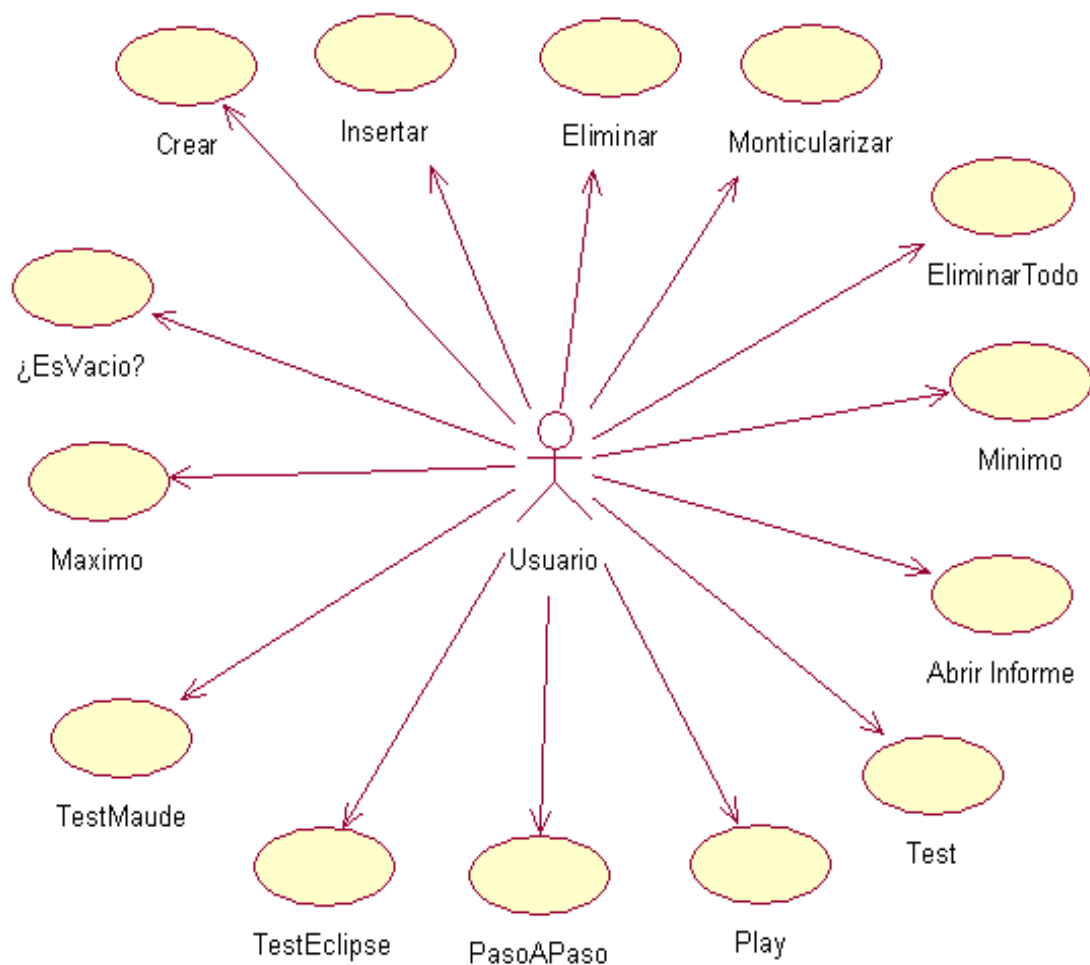 Crear
Insertar
Eliminar
Monticularizar
EliminarTodo
¿EsVacio?
Minimo
Maximo
Usuario
Abrir Informe
TestMaude
Test
TestEclipse
PasoAPaso
Play